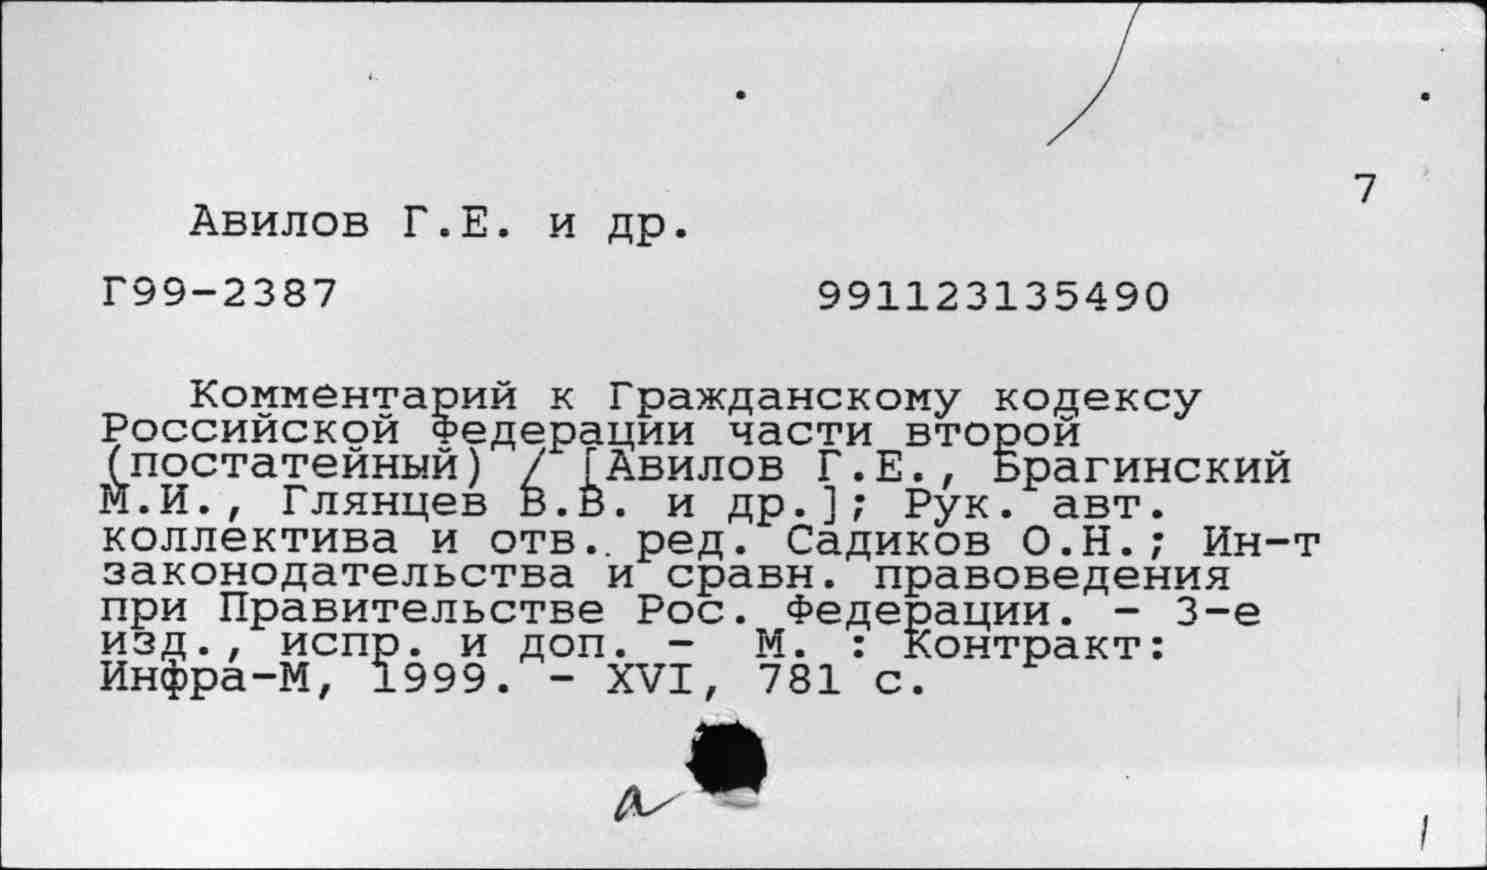 7
Авилов Г.Е. и др.
Г99-2387 991123135490
Комментарий к Гражданскому кодексу
Российской Федерации части второй
(постатейный) / [Авилов Г.Е., Брагинский
М.И., Глянцев В.В. и др.]; Рук. авт.
коллектива и отв.. ред. Садиков О.Н.; Ин-т
законодательства и сравн. правоведения
при Правительстве Рос. Федерации. - 3-е
изд., испр. и доп. - М. : Контракт:
Инфра-М, 1999. - XVI, 781 с.